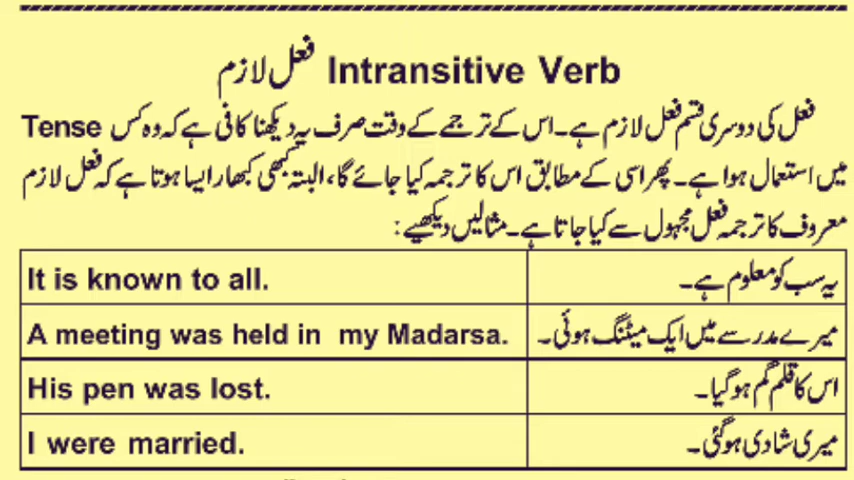 فعل لازم Intransitive Verb
فعل کی دوسری قسم فعل لازم ہے۔ اس کے ترجمے کے وقت صرف یہ دیکھنا کافی ہے کہ وہ کس Tense
میں استعمال ہوا ہے۔ پھر اسی کے مطابق اس کا ترجمہ کیا جائے گا، البتہ کبھی کبھار ایسا ہوتا ہے کہ فعل لازم
معروف کا ترجمہ فعل مجہول سے کیا جاتا ہے۔ مثالیں دیکھیے:
It is known to all. یہ سب کو معلوم ہے۔
A meeting was held in my Madarsa. میرے مدرسے میں ایک میٹنگ ہوئی۔
His pen was lost. اس کا قلم گم ہو گیا۔
I were married. میری شادی ہو گئی۔